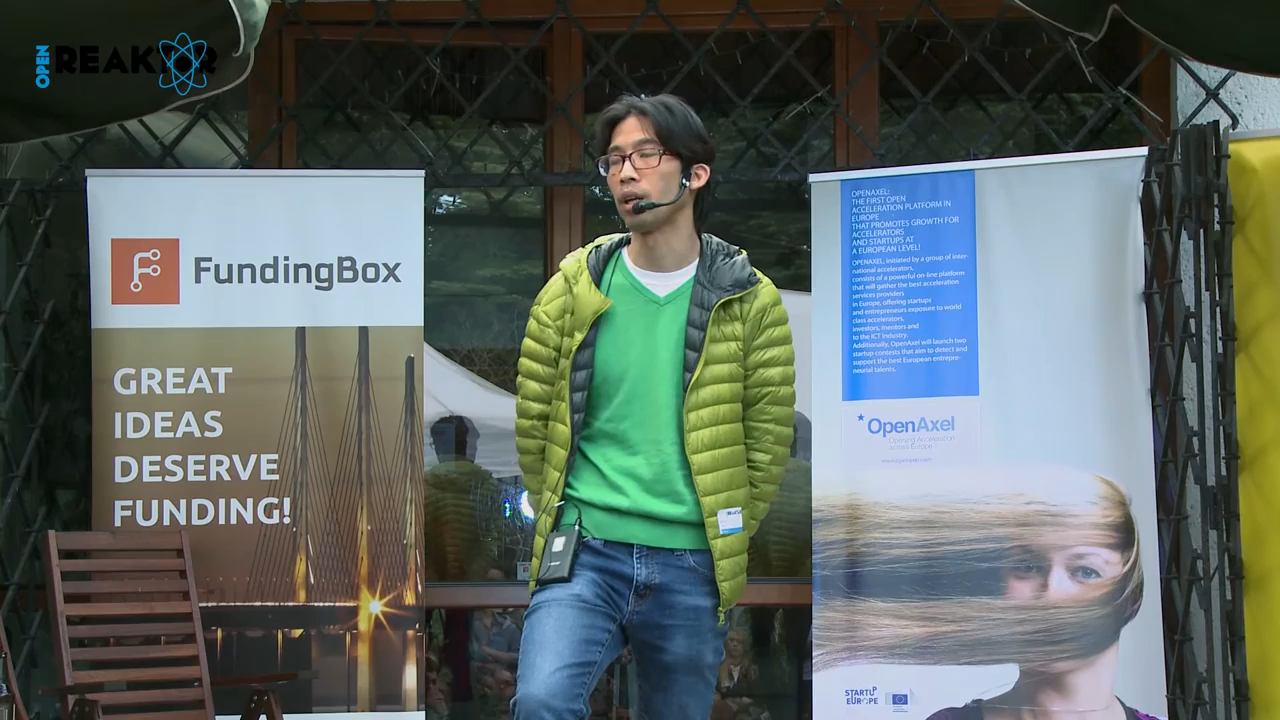 OPEN REAKTOR
FundingBox
GREAT
IDEAS
DESERVE
FUNDING!
OPENAXEL:
THE FIRST OPEN
ACCELERATION PLATFORM IN
EUROPE
THAT PROMOTES GROWTH FOR
ACCELERATORS
AND STARTUPS AT
A EUROPEAN LEVEL!
OPENAXEL, initiated by a group of inter-
national accelerators,
consists of a powerful on-line platform
that will gather the best acceleration
services providers
in Europe, offering startups
and entrepreneurs exposure to world
class accelerators,
investors, mentors and
to the ICT industry.
Additionally, OpenAxel will launch two
startup contests that aim to detect and
support the best European entrepre-
neurial talents.
OpenAxel
Opening Acceleration
across Europe
www.openaxel.com
STARTUP
EUROPE